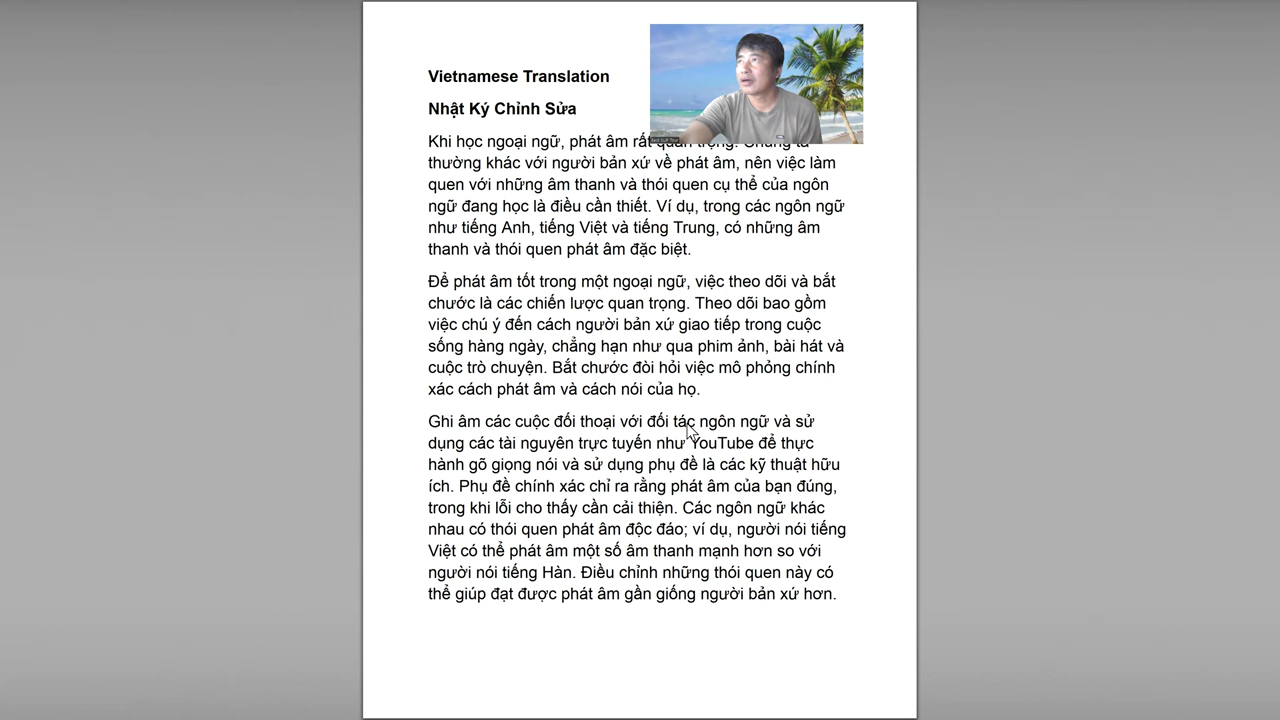 Vietnamese Translation
Nhật Ký Chỉnh Sửa
Khi học ngoại ngữ, phát âm rất quan trọng. Chúng ta
thường khác với người bản xứ về phát âm, nên việc làm
quen với những âm thanh và thói quen cụ thể của ngôn
ngữ đang học là điều cần thiết. Ví dụ, trong các ngôn ngữ
như tiếng Anh, tiếng Việt và tiếng Trung, có những âm
thanh và thói quen phát âm đặc biệt.
Để phát âm tốt trong một ngoại ngữ, việc theo dõi và bắt
chước là các chiến lược quan trọng. Theo dõi bao gồm
việc chú ý đến cách người bản xứ giao tiếp trong cuộc
sống hàng ngày, chẳng hạn như qua phim ảnh, bài hát và
cuộc trò chuyện. Bắt chước đòi hỏi việc mô phỏng chính
xác cách phát âm và cách nói của họ.
Ghi âm các cuộc đối thoại với đối tác ngôn ngữ và sử
dụng các tài nguyên trực tuyến như YouTube để thực
hành gõ giọng nói và sử dụng phụ đề là các kỹ thuật hữu
ích. Phụ đề chính xác chỉ ra rằng phát âm của bạn đúng,
trong khi lỗi cho thấy cần cải thiện. Các ngôn ngữ khác
nhau có thói quen phát âm độc đáo; ví dụ, người nói tiếng
Việt có thể phát âm một số âm thanh mạnh hơn so với
người nói tiếng Hàn. Điều chỉnh những thói quen này có
thể giúp đạt được phát âm gần giống người bản xứ hơn.